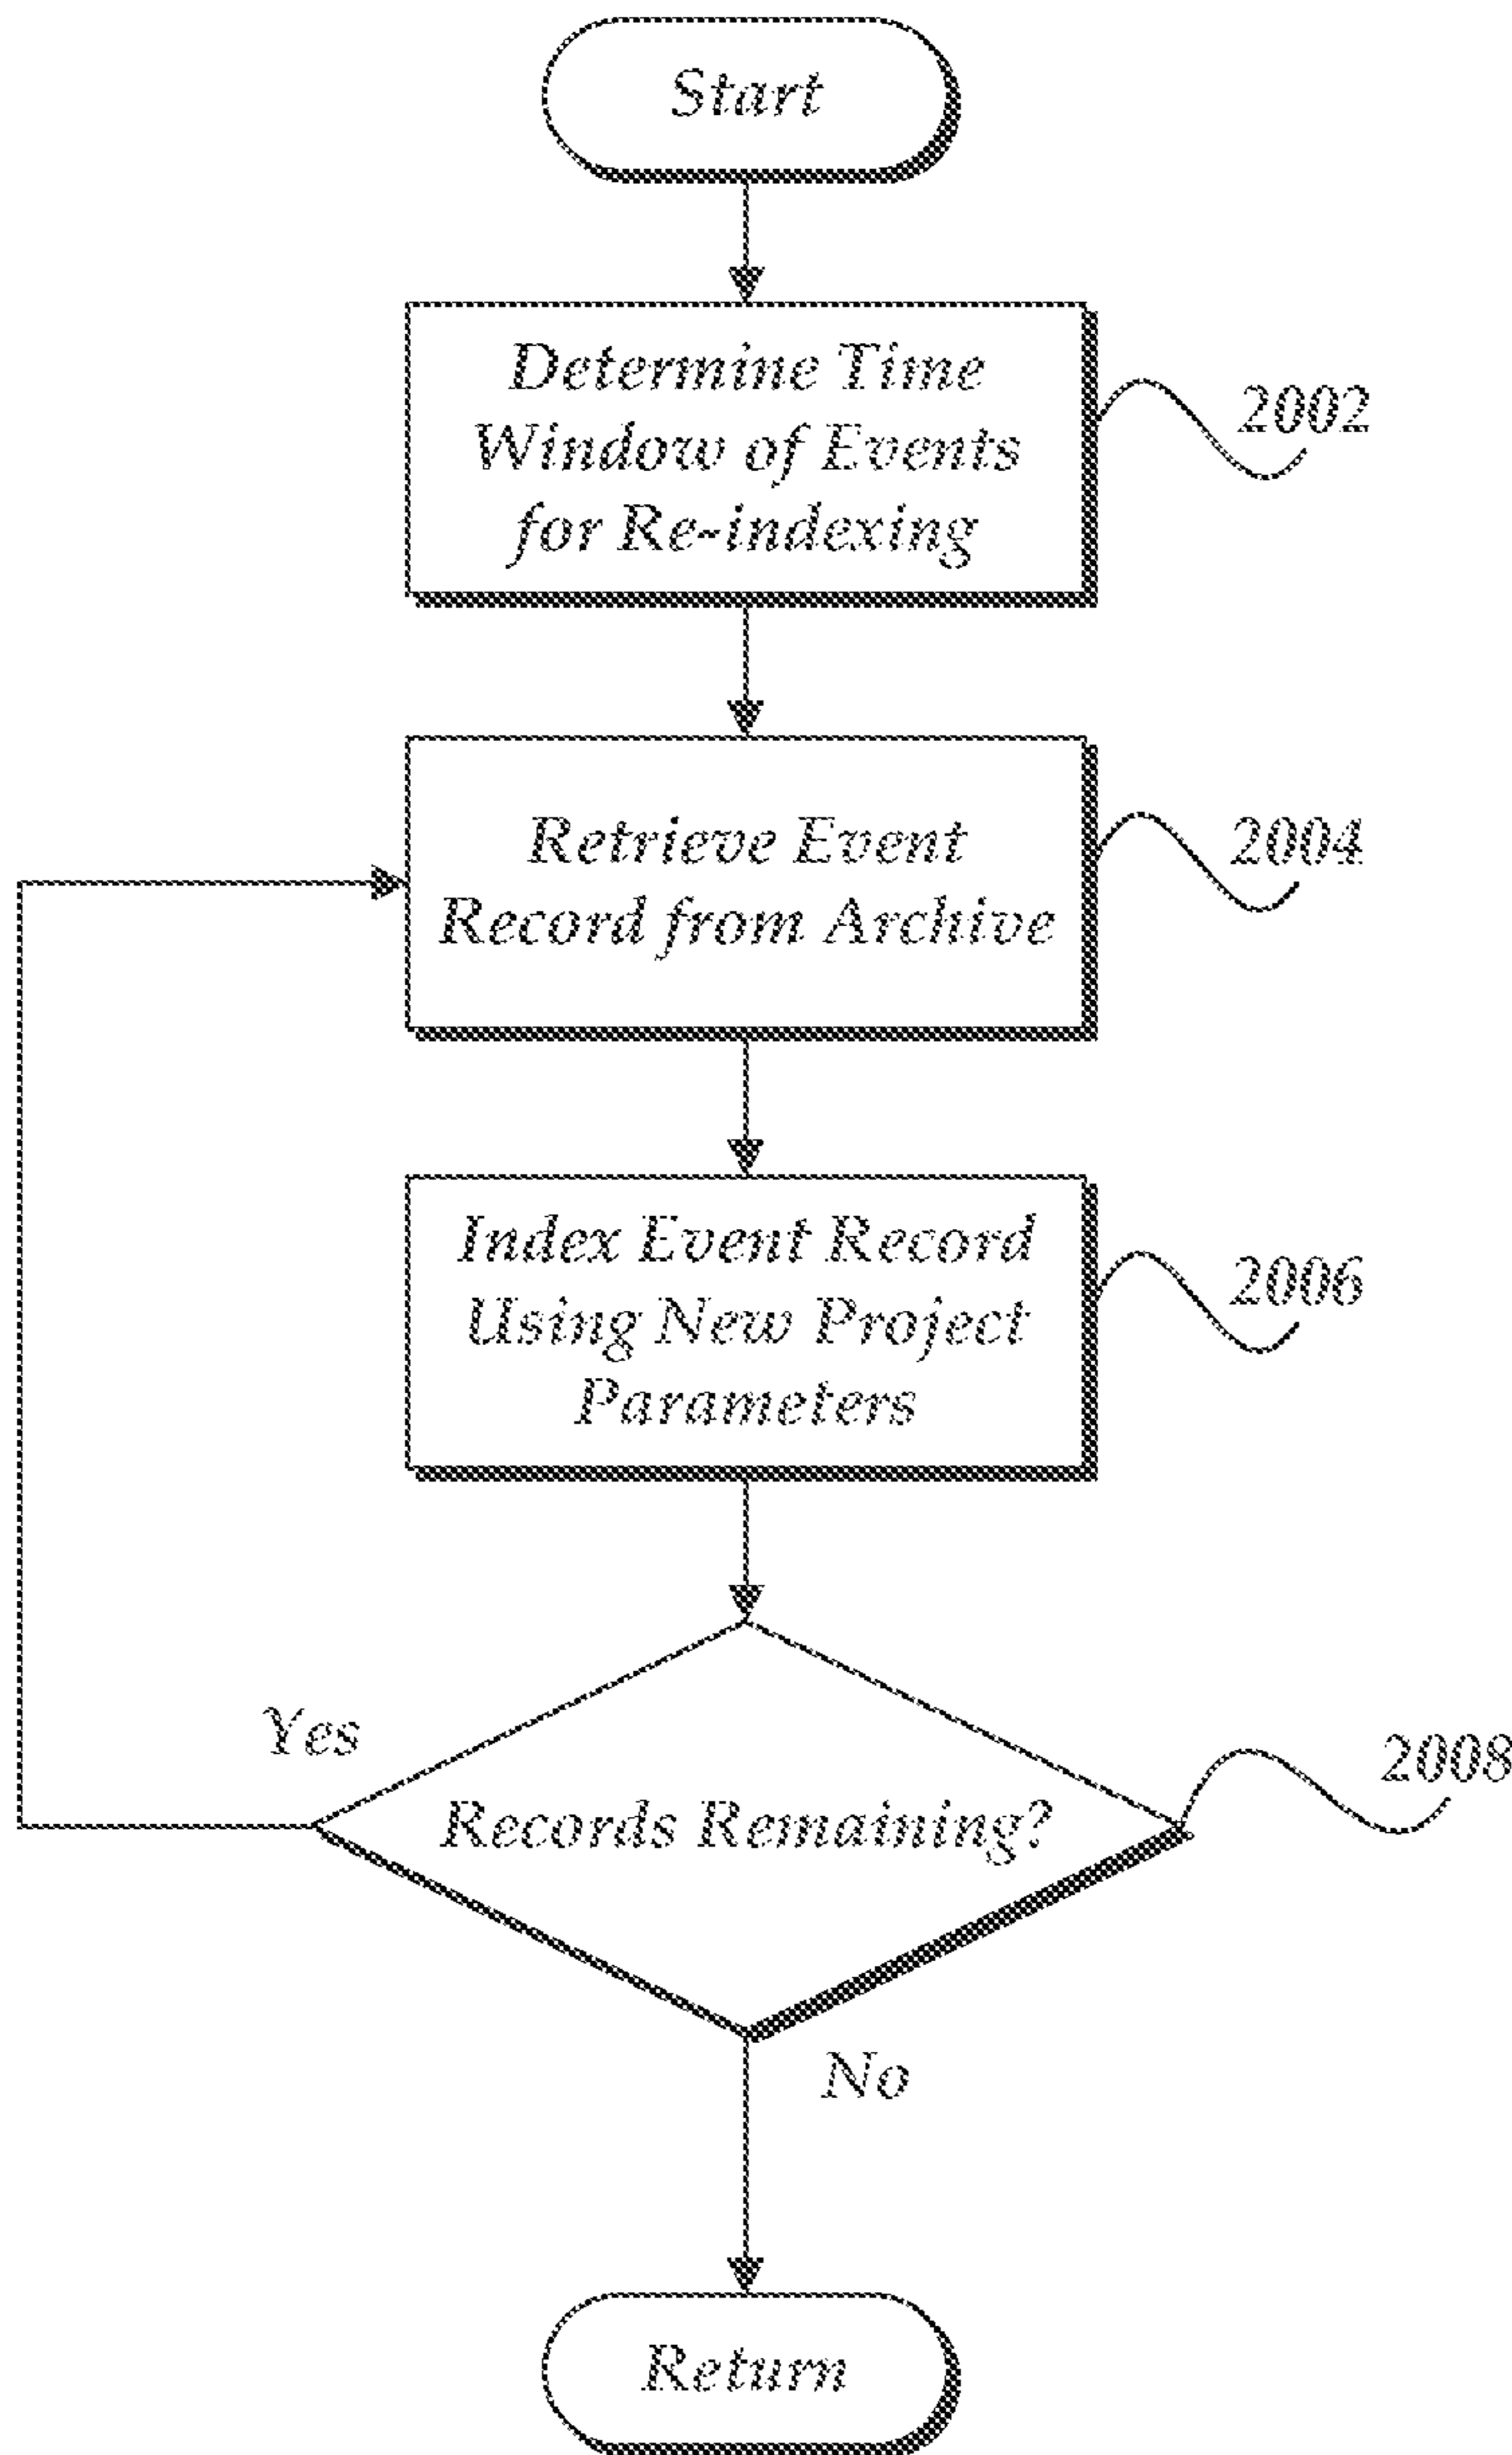 Start
Determine Time
Window of Events
for Re-indexing
2002
Retrieve Event
Record from Archive
2004
Index Event Record
Using New Project
Parameters
2006
Yes
Records Remaining?
2008
No
Return